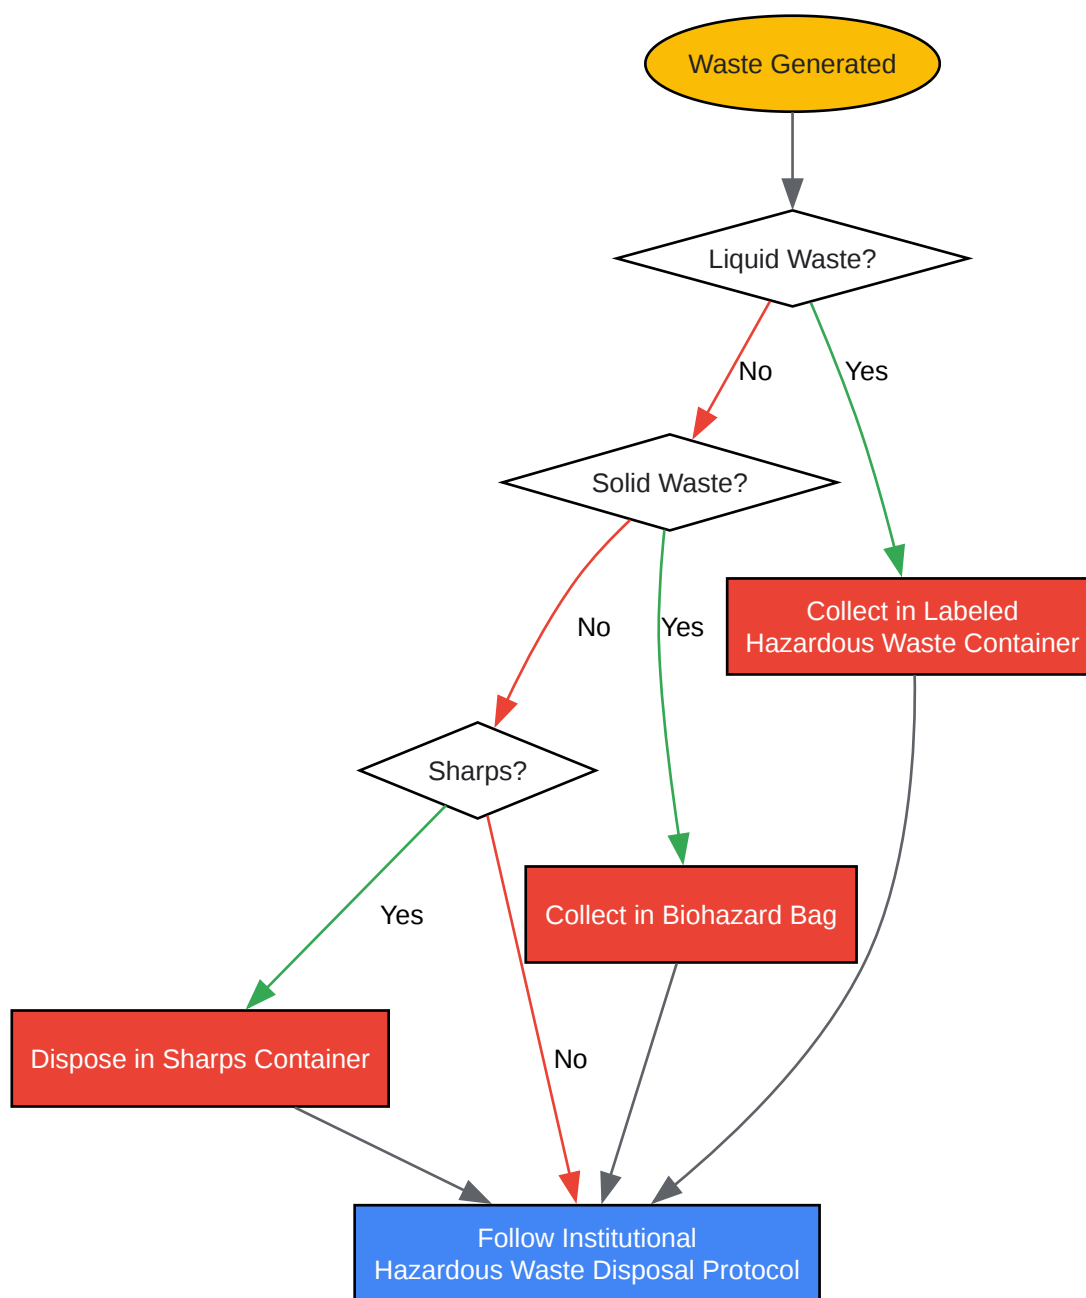 Waste Generated
Liquid Waste?
No
Yes
Solid Waste?
No
Yes
Collect in Labeled
Hazardous Waste Container
Sharps?
Yes
Collect in Biohazard Bag
Dispose in Sharps Container
No
Follow Institutional
Hazardous Waste Disposal Protocol